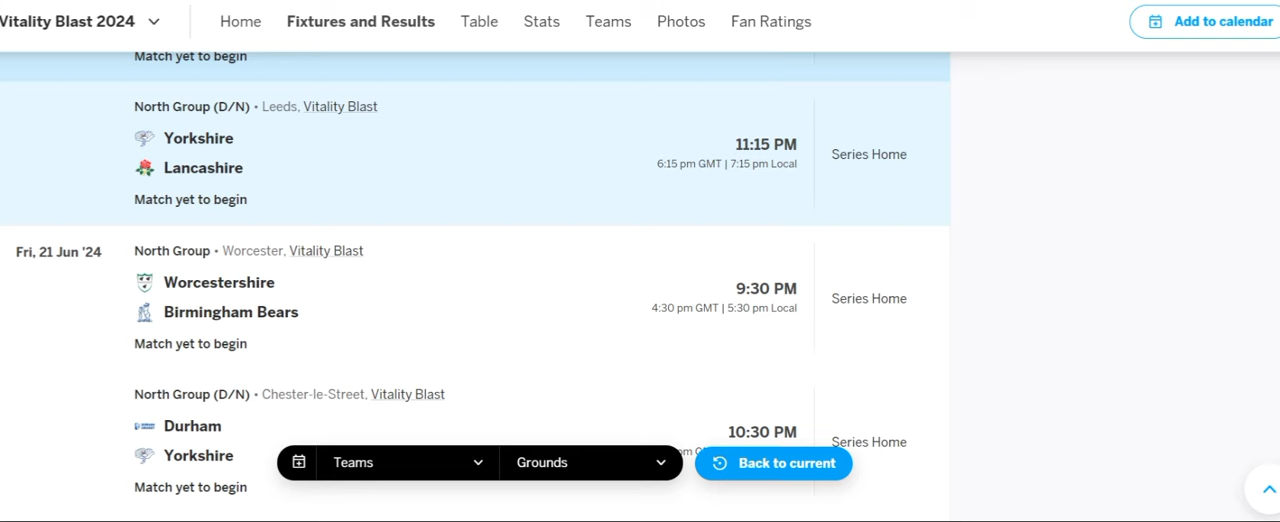 Vitality Blast 2024 Home Fixtures and Results Table Stats Teams Photos Fan Ratings Add to calendar
Match yet to begin
North Group (D/N) • Leeds, Vitality Blast
Yorkshire
Lancashire
Match yet to begin
11:15 PM
6:15 pm GMT | 7:15 pm Local
Series Home
Fri, 21 Jun '24
North Group • Worcester, Vitality Blast
Worcestershire
Birmingham Bears
Match yet to begin
9:30 PM
4:30 pm GMT | 5:30 pm Local
Series Home
North Group (D/N) • Chester-le-Street, Vitality Blast
Durham
Yorkshire
Match yet to begin
10:30 PM
Series Home
Teams Grounds Back to current